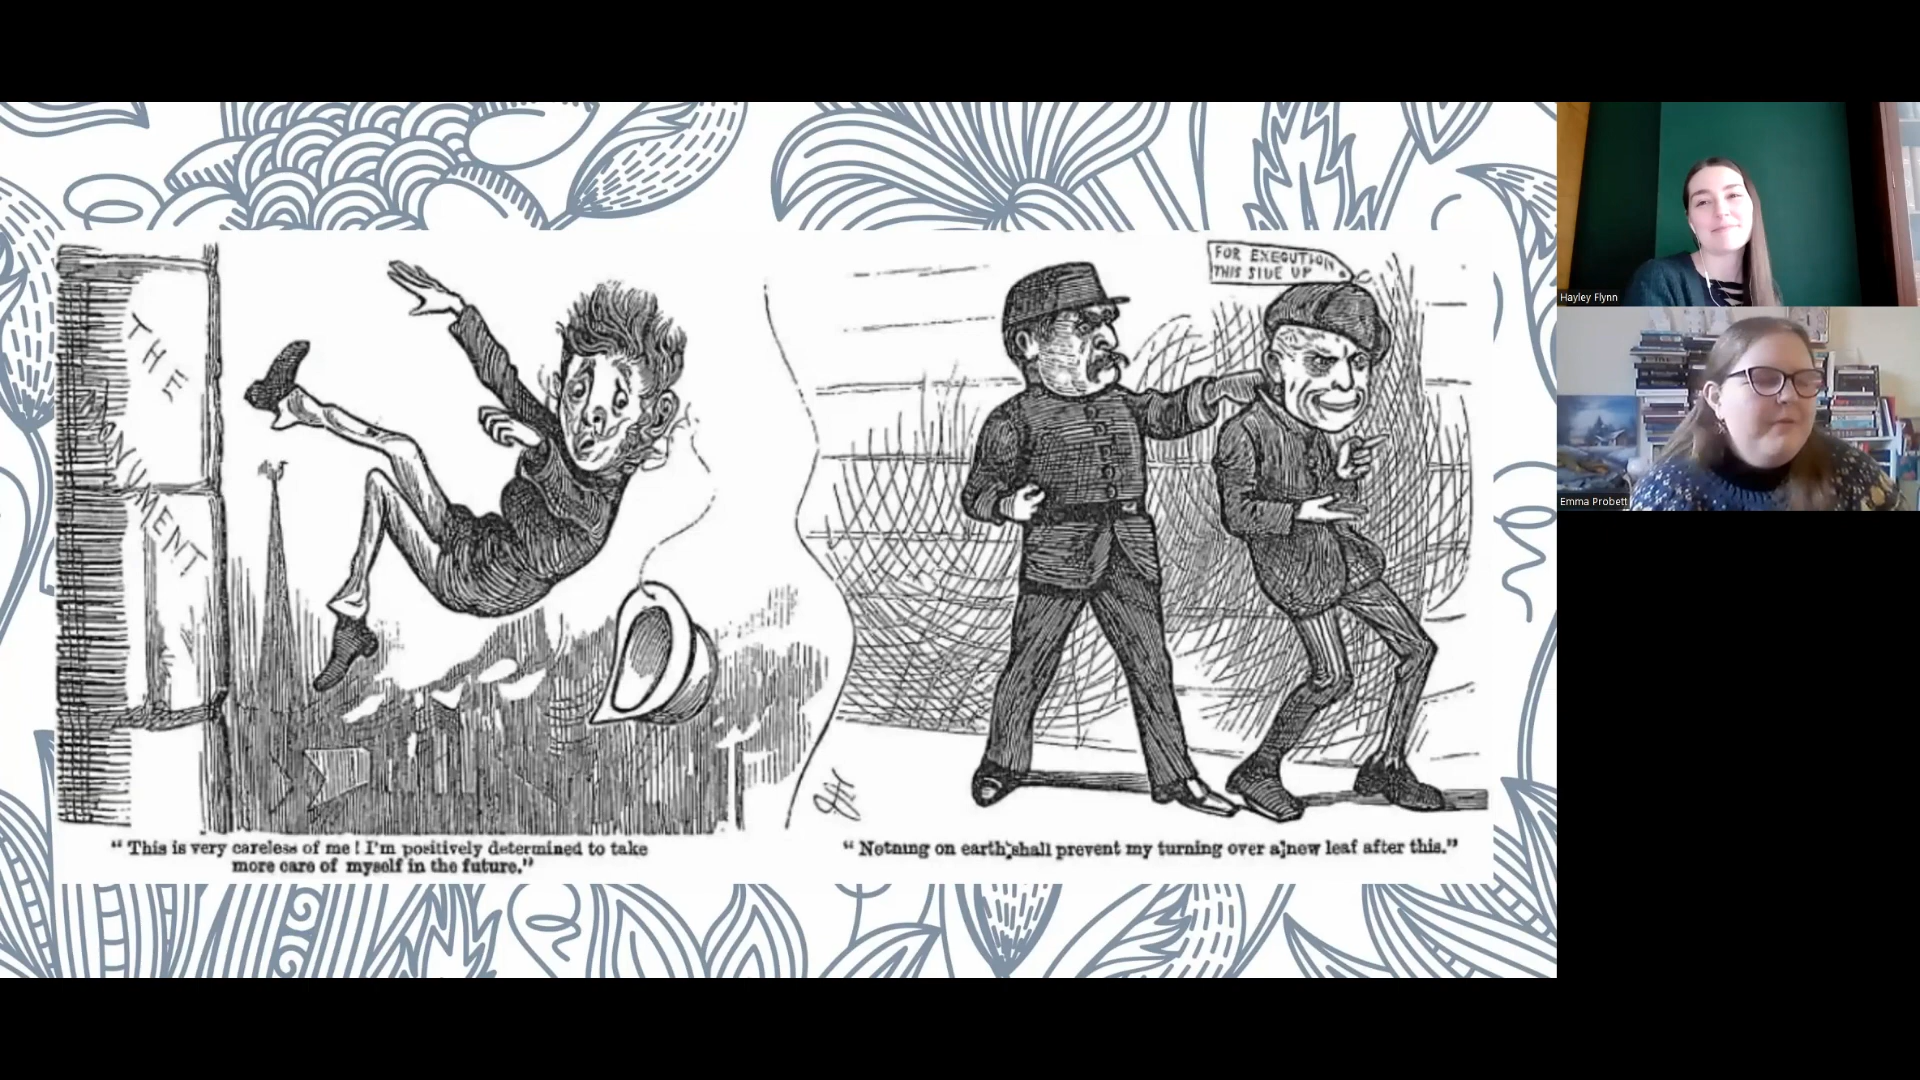 THE
MENT
FOR EXECUTION
THIS SIDE UP
" This is very careless of me ! I'm positively determined to take
more care of myself in the future."
" Notning on earth shall prevent my turning over a new leaf after this."
Hayley Flynn
Emma Probett